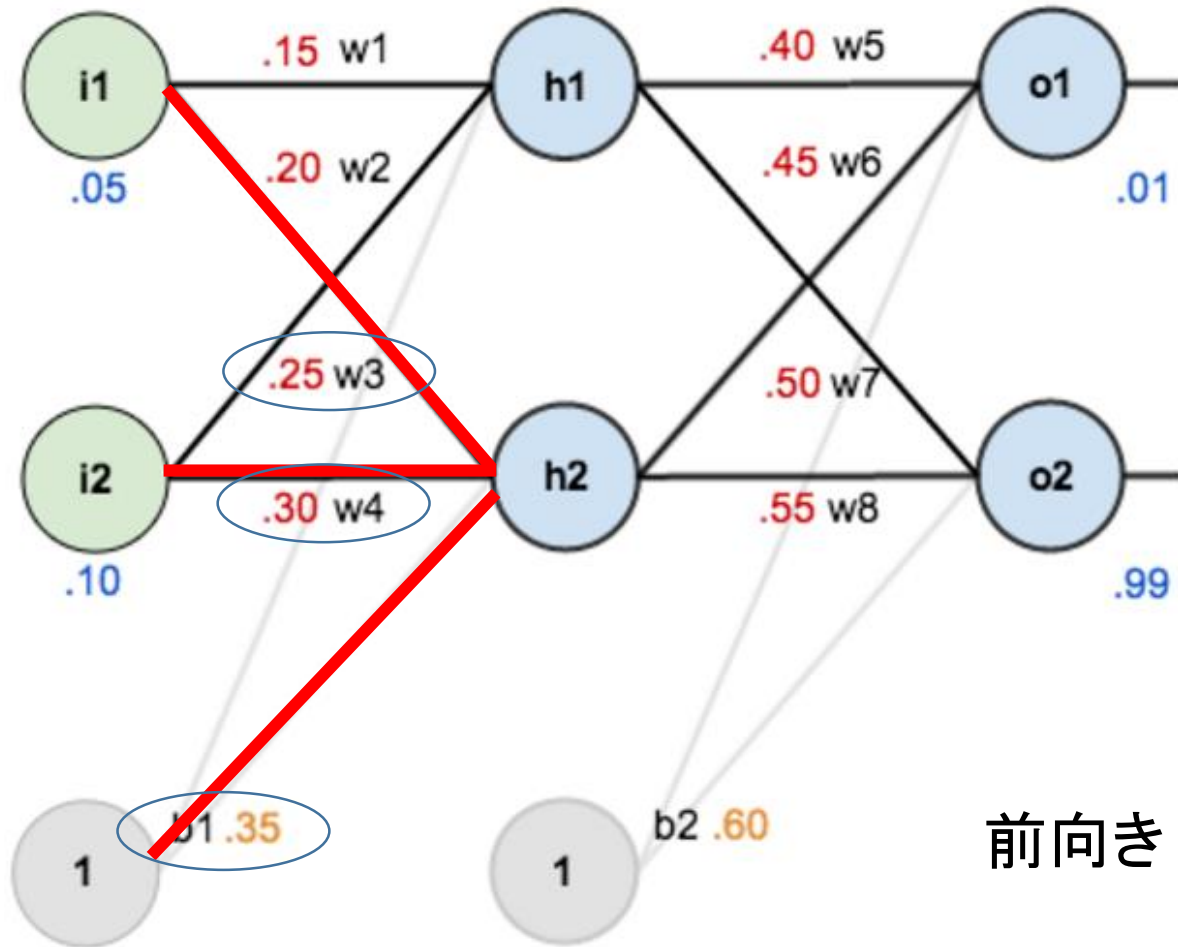 .15 w1
.40 w5
i1
h1
o1
.20 w2
.45 w6
.05
.01
.25 w3
.50 w7
i2
h2
o2
.30 w4
.55 w8
.10
.99
b1 .35
b2 .60
前向き
1
1